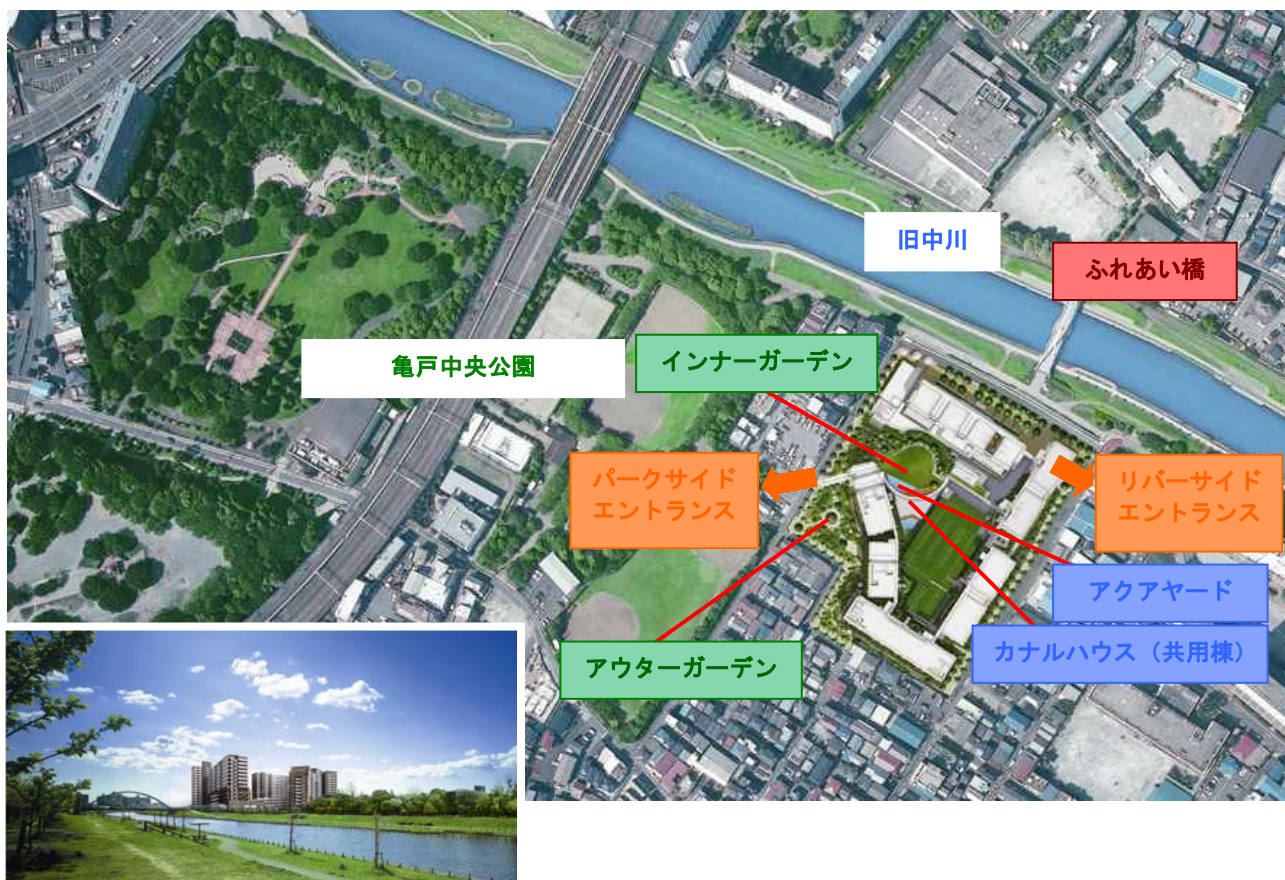 旧中川
ふれあい橋
亀戸中央公園
インナーガーデン
パークサイド
エントランス
リバーサイド
エントランス
アクアヤード
カナルハウス（共用棟）
アウターガーデン